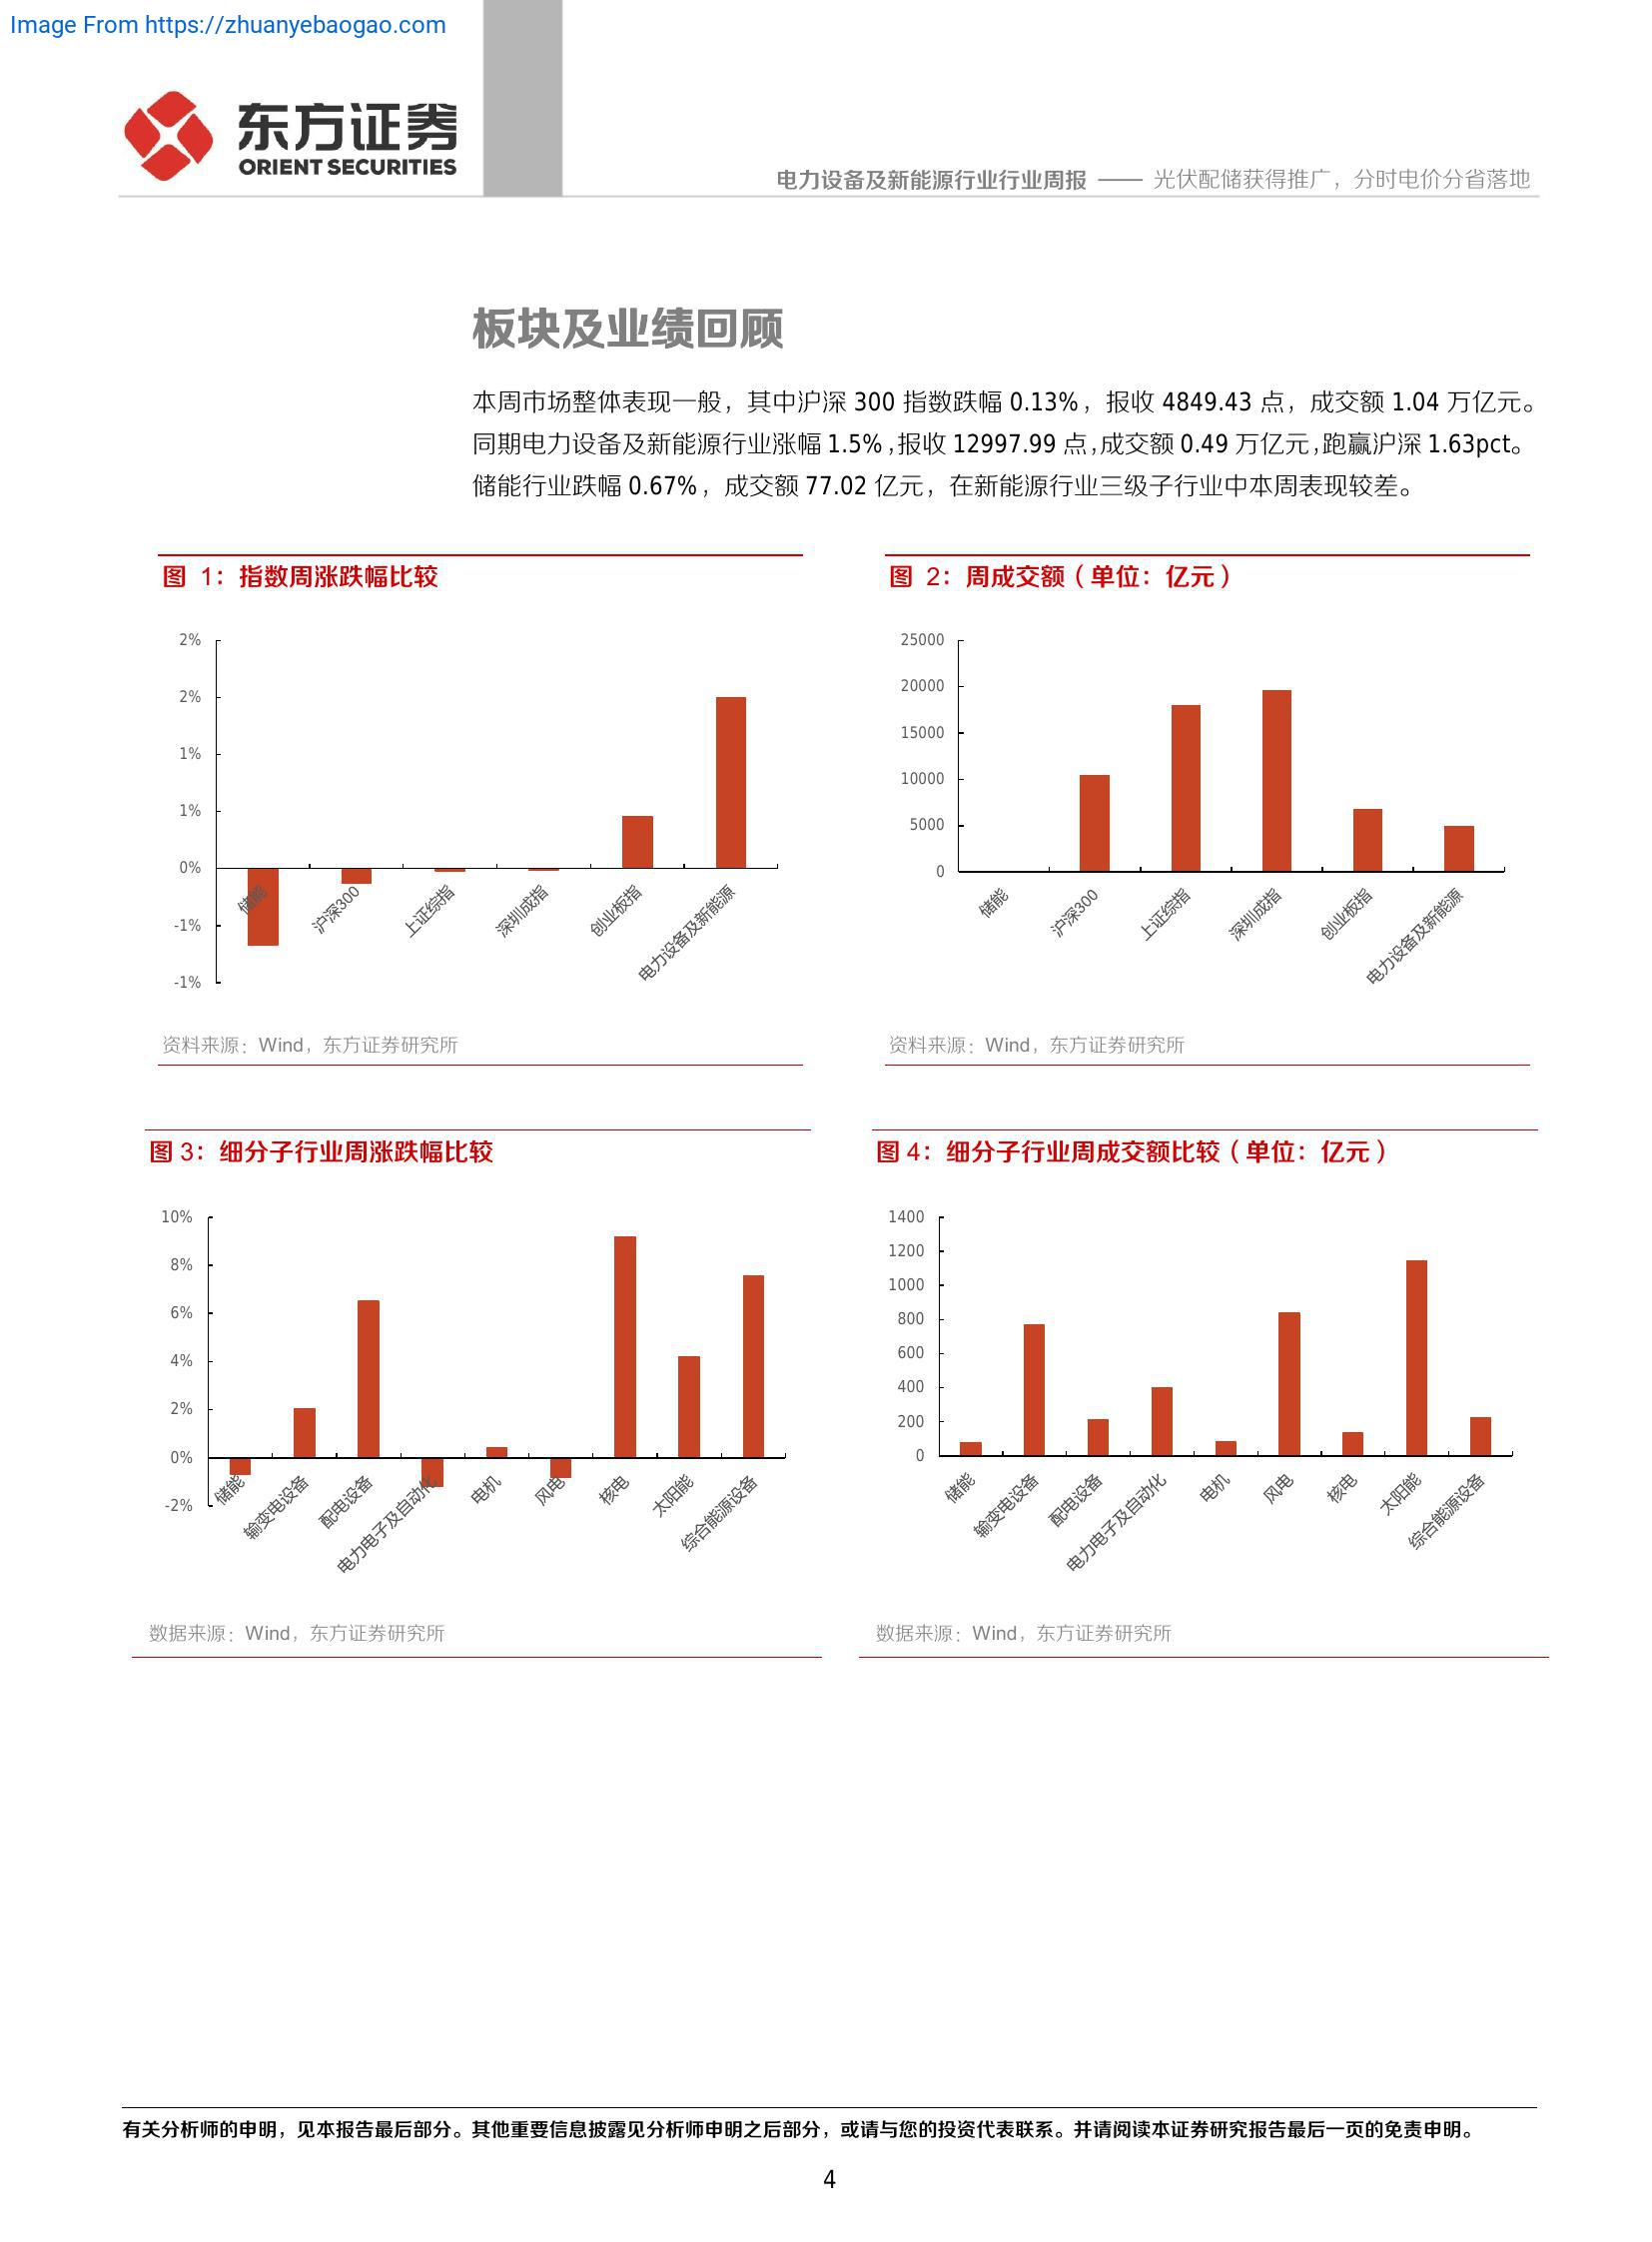 Image From https://zhuanyebaogao.com
东方证券
ORIENT SECURITIES
电力设备及新能源行业行业周报 —— 光伏配储获得推广，分时电价分省落地
板块及业绩回顾
本周市场整体表现一般，其中沪深 300 指数跌幅 0.13%，报收 4849.43 点，成交额 1.04 万亿元。
同期电力设备及新能源行业涨幅 1.5%，报收 12997.99 点，成交额 0.49 万亿元，跑赢沪深 1.63pct。
储能行业跌幅 0.67%，成交额 77.02 亿元，在新能源行业三级子行业中本周表现较差。
图 1：指数周涨跌幅比较
2%
2%
1%
1%
0%
-1%
-1%
储能
沪深300
上证综指
深圳成指
创业板指
电力设备及新能源
资料来源：Wind，东方证券研究所
图 2：周成交额（单位：亿元）
25000
20000
15000
10000
5000
0
储能
沪深300
上证综指
深圳成指
创业板指
电力设备及新能源
资料来源：Wind，东方证券研究所
图 3：细分子行业周涨跌幅比较
10%
8%
6%
4%
2%
0%
-2%
储能
输变电设备
配电设备
电力电子及自动化
电机
风电
核电
太阳能
综合能源设备
数据来源：Wind，东方证券研究所
图 4：细分子行业周成交额比较（单位：亿元）
1400
1200
1000
800
600
400
200
0
储能
输变电设备
配电设备
电力电子及自动化
电机
风电
核电
太阳能
综合能源设备
数据来源：Wind，东方证券研究所
有关分析师的申明，见本报告最后部分。其他重要信息披露见分析师申明之后部分，或请与您的投资代表联系。并请阅读本证券研究报告最后一页的免责申明。
4